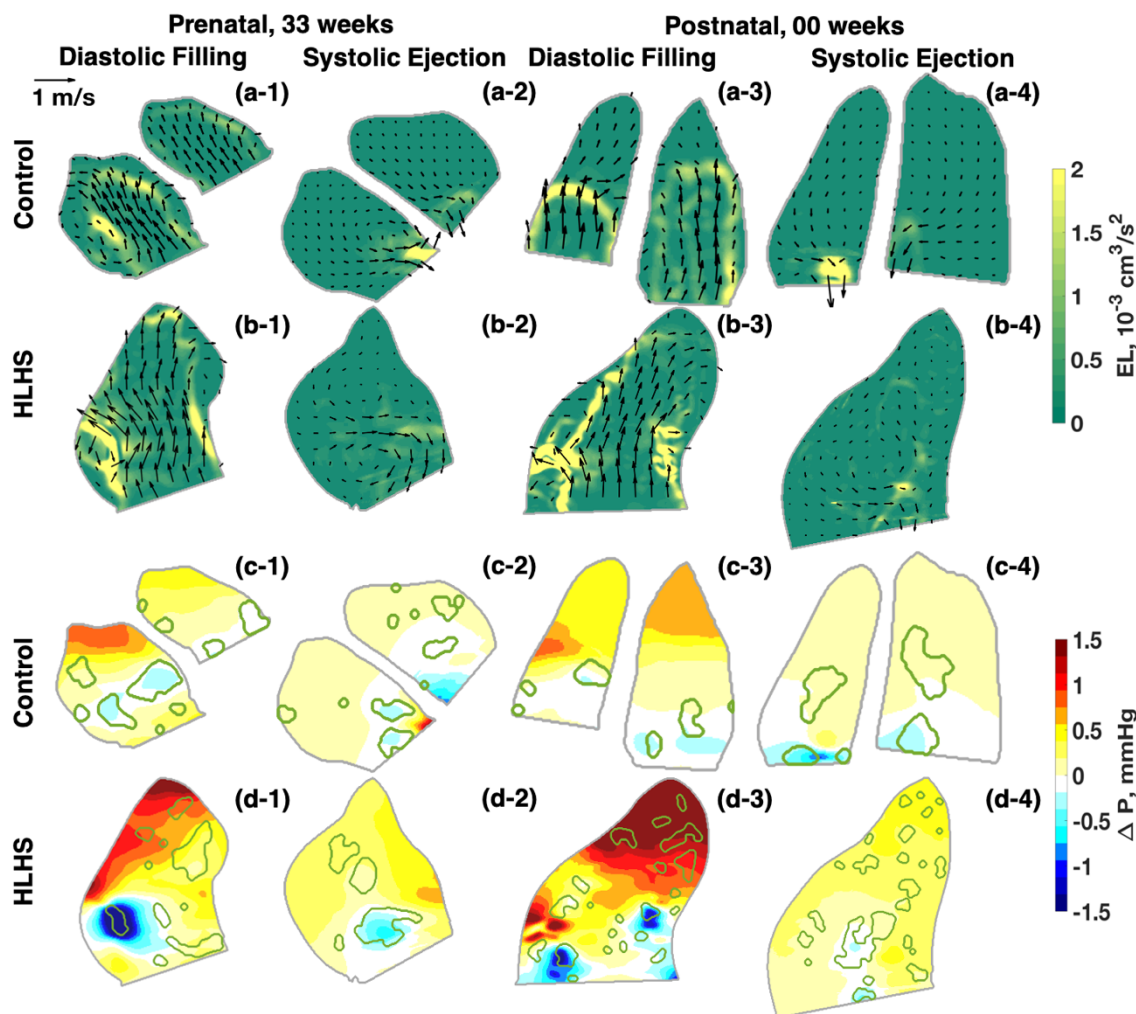 Prenatal, 33 weeks
Postnatal, 00 weeks
Diastolic Filling
Systolic Ejection
Diastolic Filling
Systolic Ejection
1 m/s
(a-1)
(a-2)
(a-3)
(a-4)
Control
2
1.5
1
0.5
0
EL, 10⁻³ cm³/s²
(b-1)
(b-2)
(b-3)
(b-4)
HLHS
(c-1)
(c-2)
(c-3)
(c-4)
Control
1.5
1
0.5
0
-0.5
-1
-1.5
△ P, mmHg
(d-1)
(d-2)
(d-3)
(d-4)
HLHS